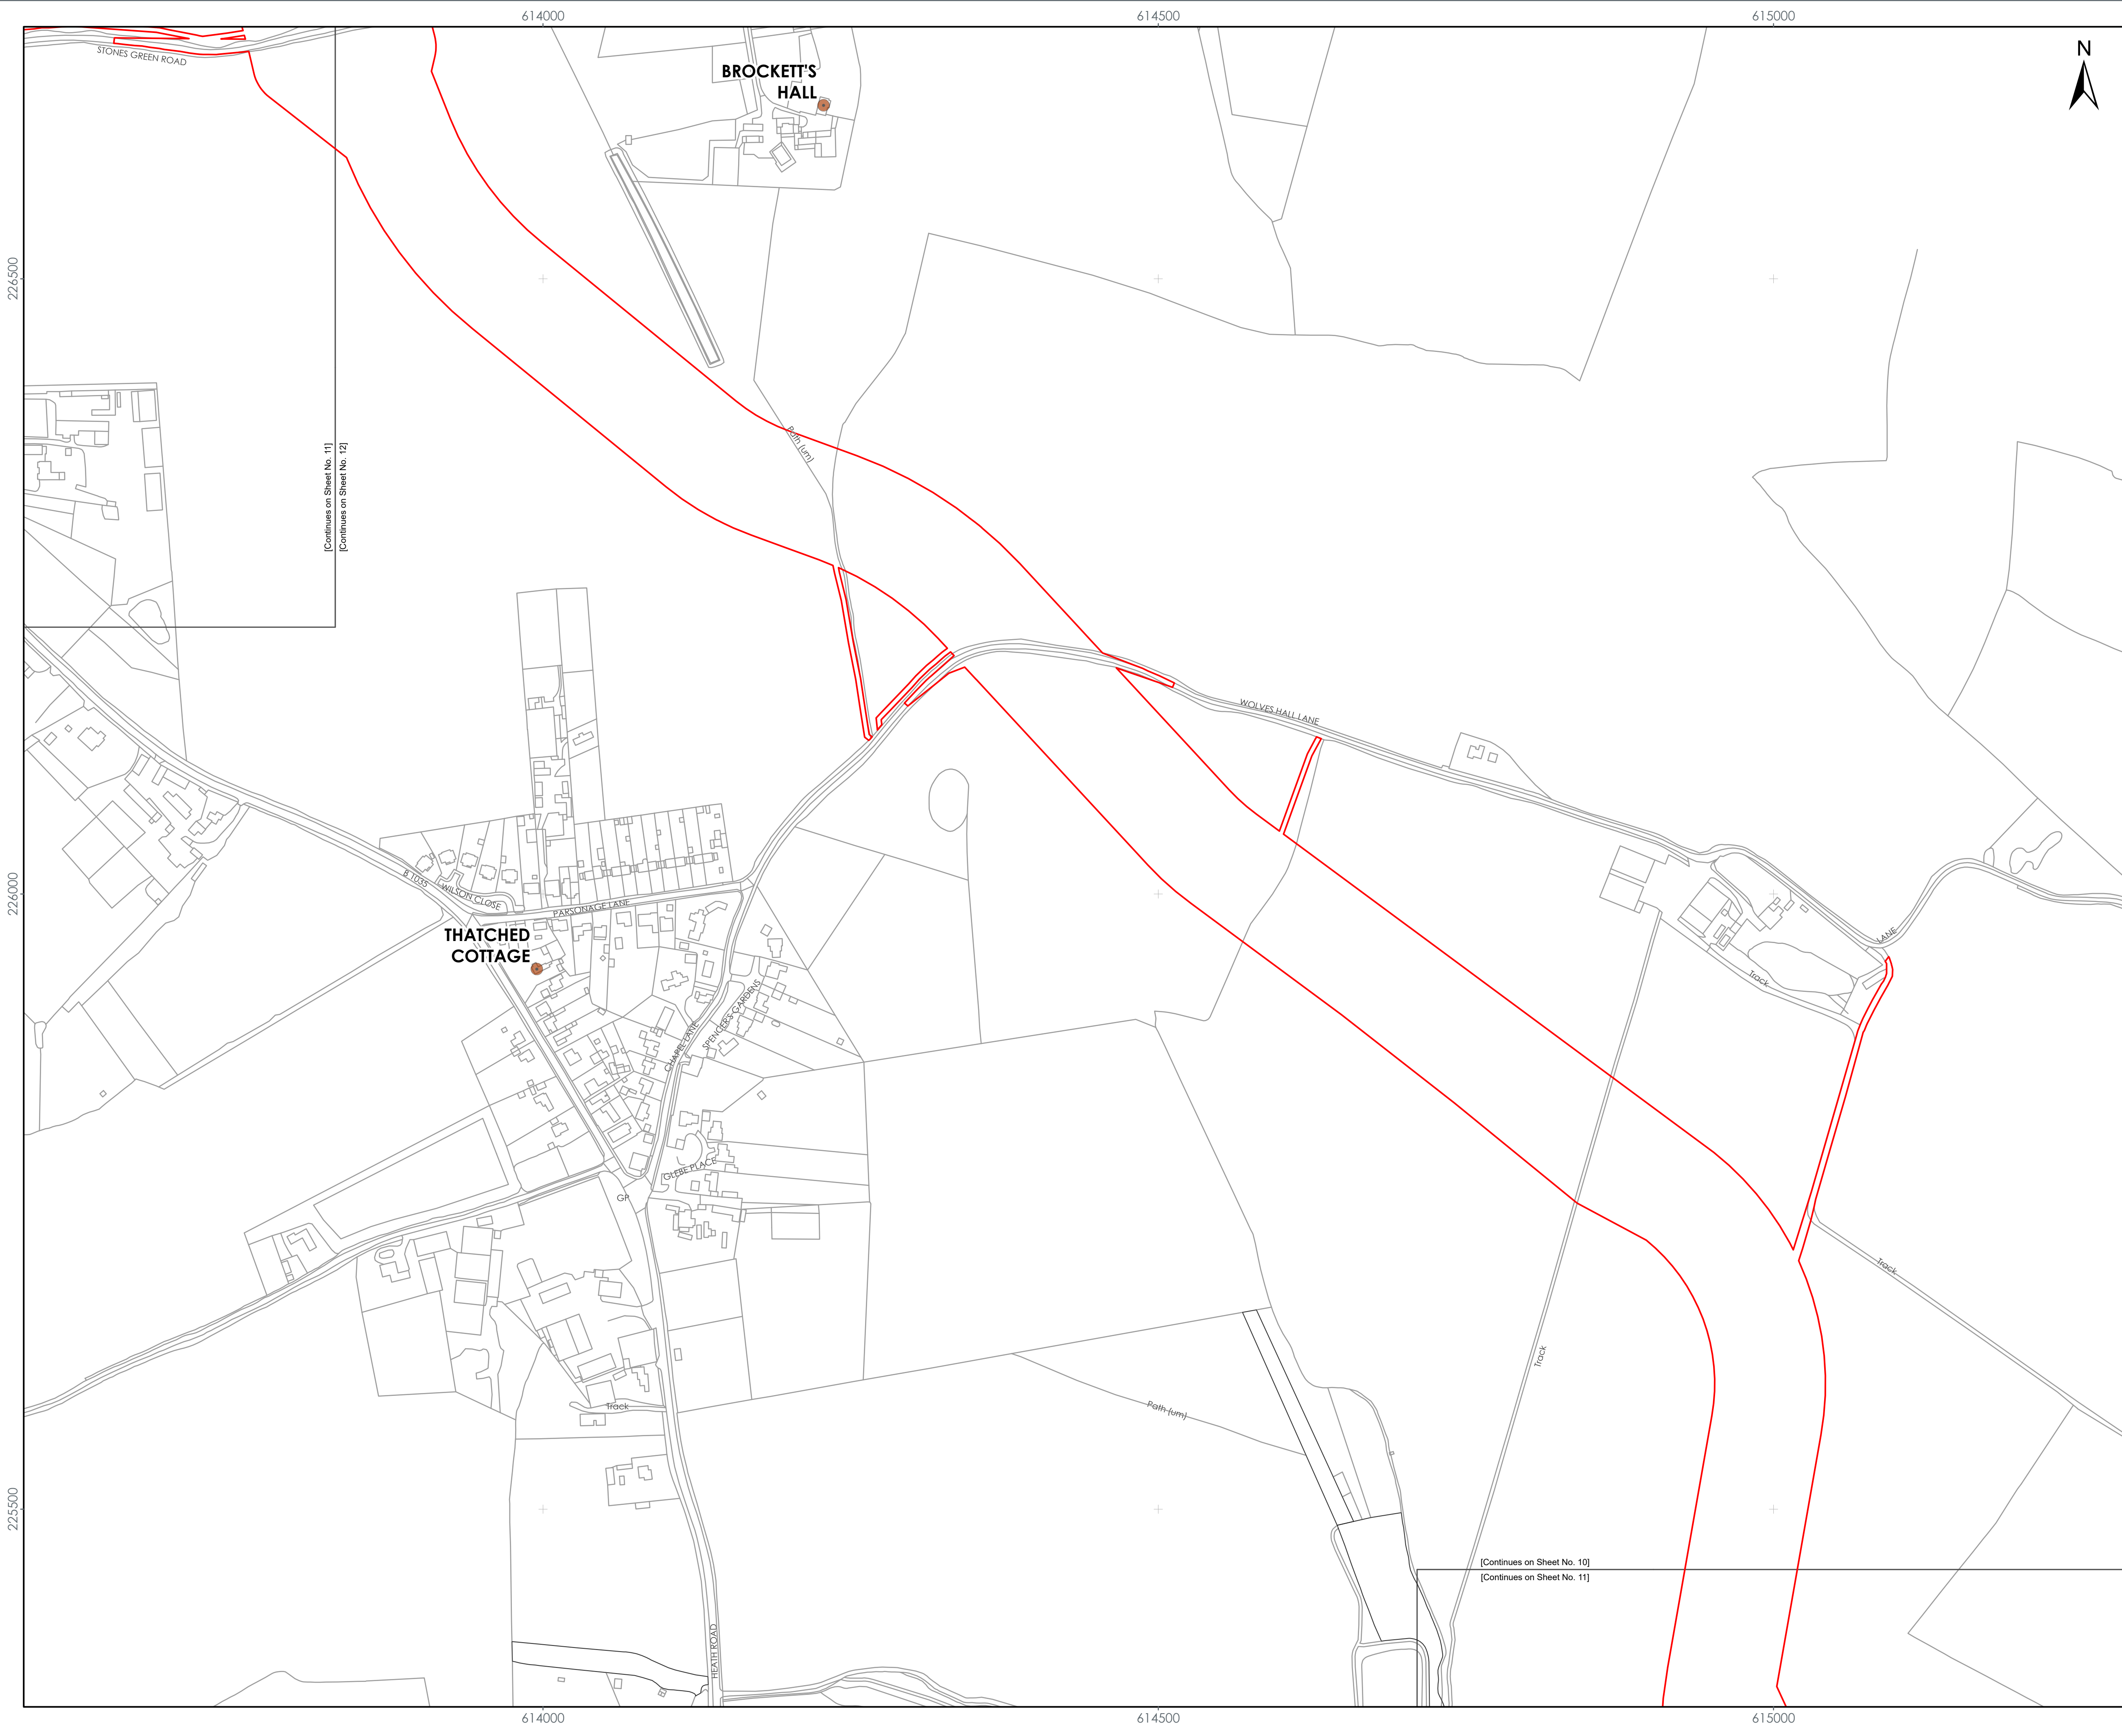 614000
614500
615000
N
STONES GREEN ROAD
BROCKETT'S
HALL
226500
Path (um)
[Continues on Sheet No. 11]
[Continues on Sheet No. 12]
WOLVES HALL LANE
226000
B 1035
WILSON CLOSE
PARSONAGE LANE
THATCHED
COTTAGE
LANE
Track
SPENCER'S GARDENS
CHAPEL LANE
GLEBE PLACE
GP
Track
Track
Track
Path (um)
225500
[Continues on Sheet No. 10]
[Continues on Sheet No. 11]
HEATH ROAD
614000
614500
615000